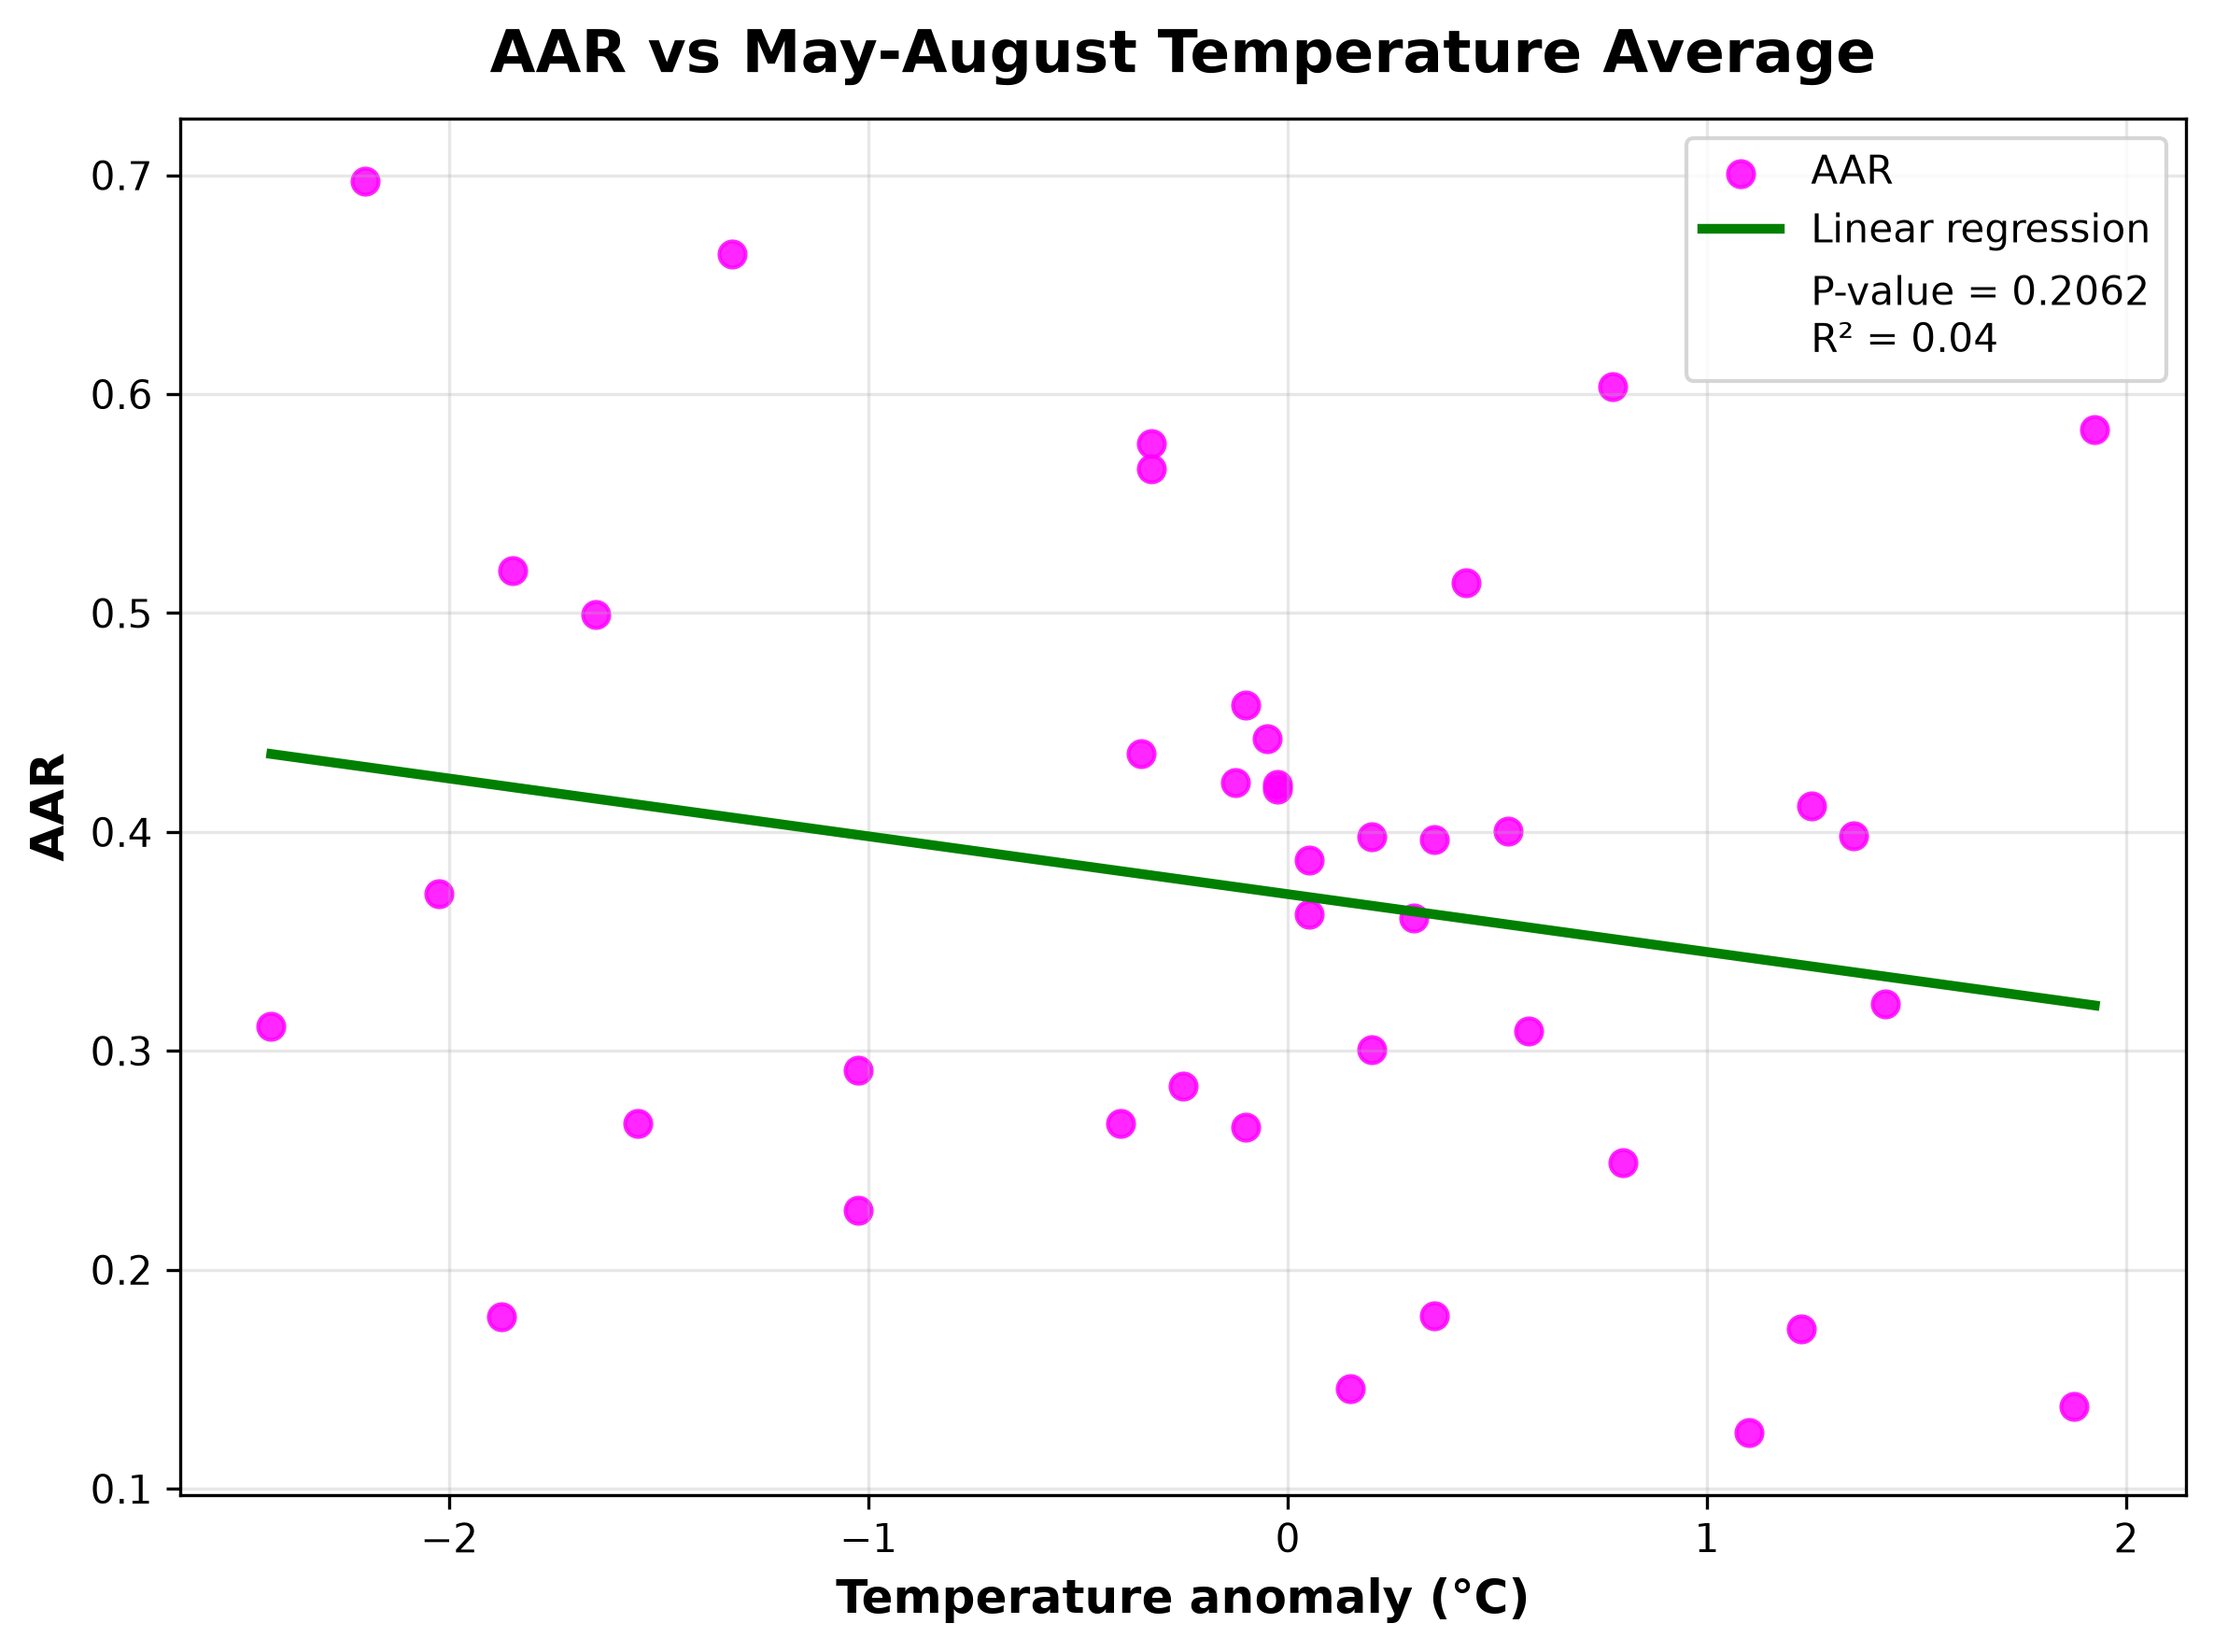 AAR vs May-August Temperature Average
AAR
Linear regression
P-value = 0.2062
R² = 0.04
0.7
0.6
0.5
0.4
0.3
0.2
0.1
AAR
−2 −1 0 1 2
Temperature anomaly (°C)